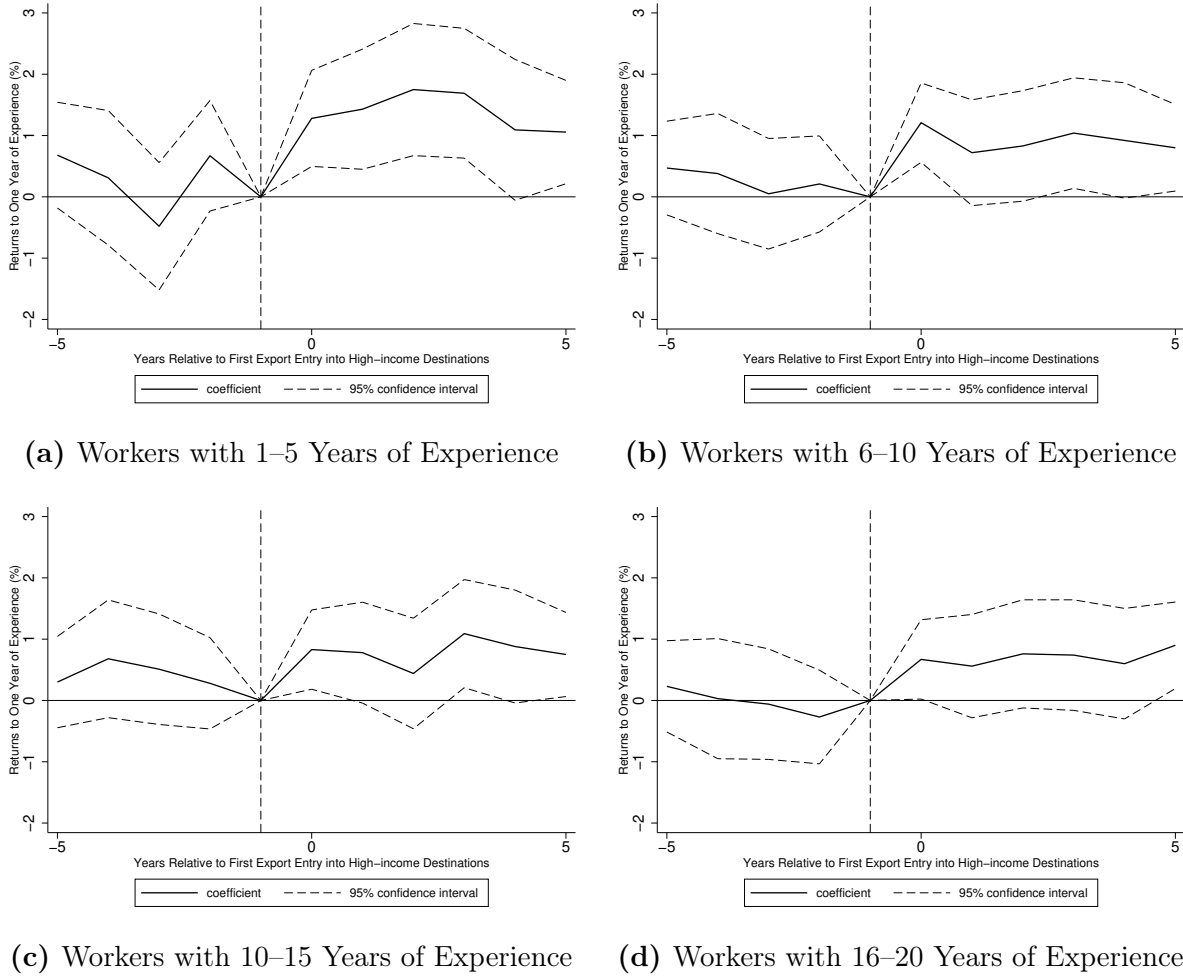 Returns to One Year of Experience (%)
3
2
1
0
−1
−2
−5 0 5
Years Relative to First Export Entry into High−income Destinations
coefficient 95% confidence interval
(a) Workers with 1–5 Years of Experience
Returns to One Year of Experience (%)
3
2
1
0
−1
−2
−5 0 5
Years Relative to First Export Entry into High−income Destinations
coefficient 95% confidence interval
(b) Workers with 6–10 Years of Experience
Returns to One Year of Experience (%)
3
2
1
0
−1
−2
−5 0 5
Years Relative to First Export Entry into High−income Destinations
coefficient 95% confidence interval
(c) Workers with 10–15 Years of Experience
Returns to One Year of Experience (%)
3
2
1
0
−1
−2
−5 0 5
Years Relative to First Export Entry into High−income Destinations
coefficient 95% confidence interval
(d) Workers with 16–20 Years of Experience